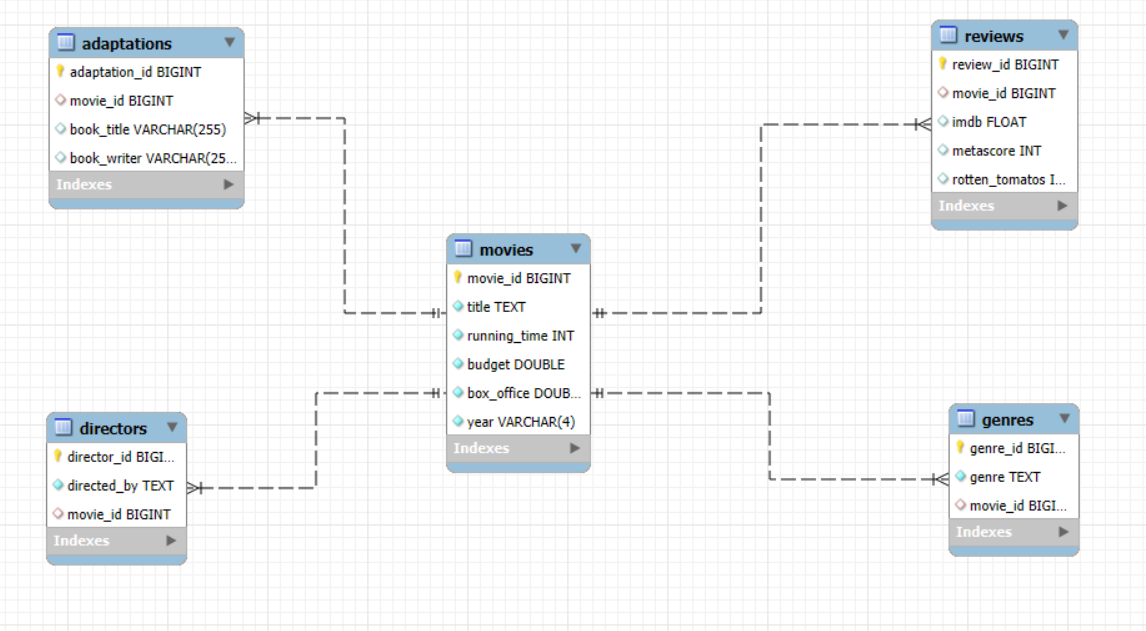 adaptations
adaptation_id BIGINT
movie_id BIGINT
book_title VARCHAR(255)
book_writer VARCHAR(25...
Indexes
reviews
review_id BIGINT
movie_id BIGINT
imdb FLOAT
metascore INT
rotten_tomatos I...
Indexes
movies
movie_id BIGINT
title TEXT
running_time INT
budget DOUBLE
box_office DOUB...
year VARCHAR(4)
Indexes
directors
director_id BIGI...
directed_by TEXT
movie_id BIGINT
Indexes
genres
genre_id BIGI...
genre TEXT
movie_id BIGI...
Indexes